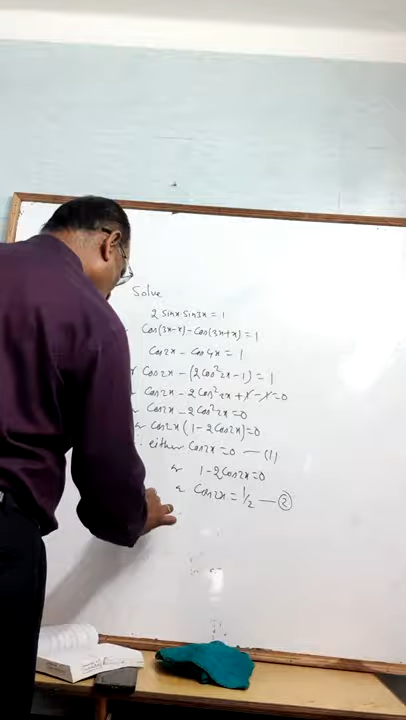 Solve
2 sinx sin3x = 1
Cos(3x-x) - Cos(3x+x) = 1
Cos2x - Cos4x = 1
r Cos2x - (2Cos²2x - 1) = 1
Cos2x - 2Cos²2x + 1 - 1 = 0
Cos2x - 2Cos²2x = 0
Cos2x (1 - 2Cos2x) = 0
∴ either Cos2x = 0 — (1)
or 1 - 2Cos2x = 0
or Cos2x = 1/2 — ②